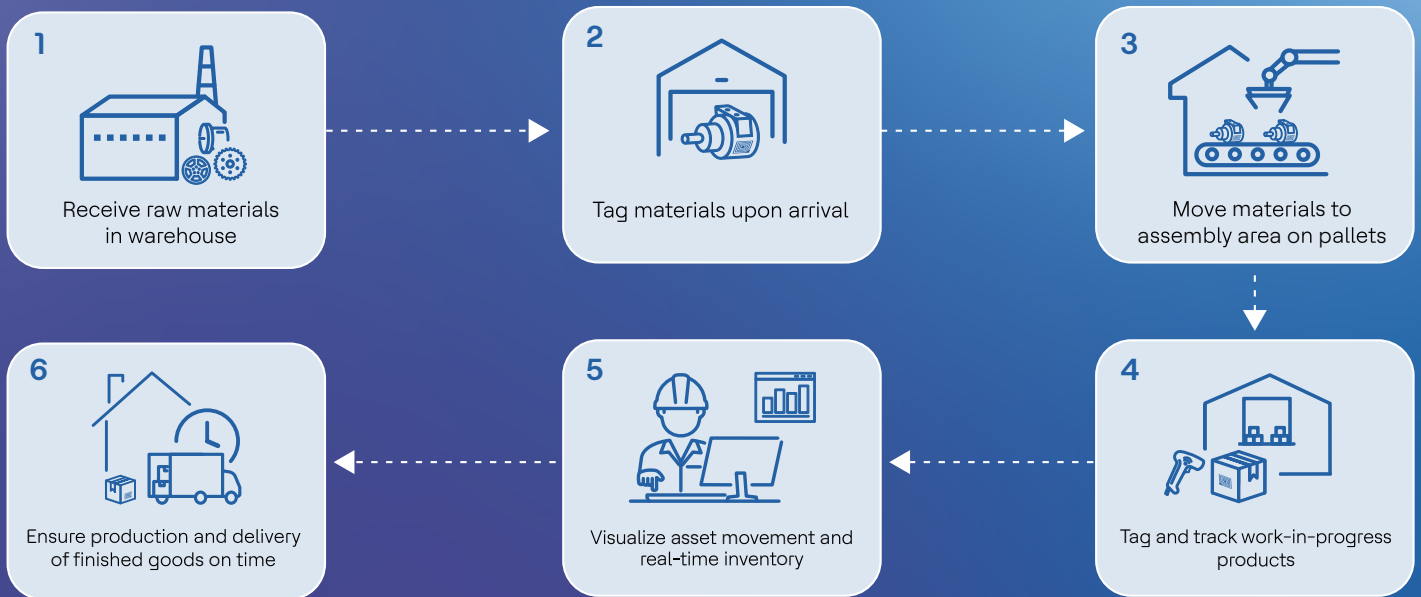 1
Receive raw materials
in warehouse
2
Tag materials upon arrival
3
Move materials to
assembly area on pallets
4
Tag and track work-in-progress
products
5
Visualize asset movement and
real-time inventory
6
Ensure production and delivery
of finished goods on time